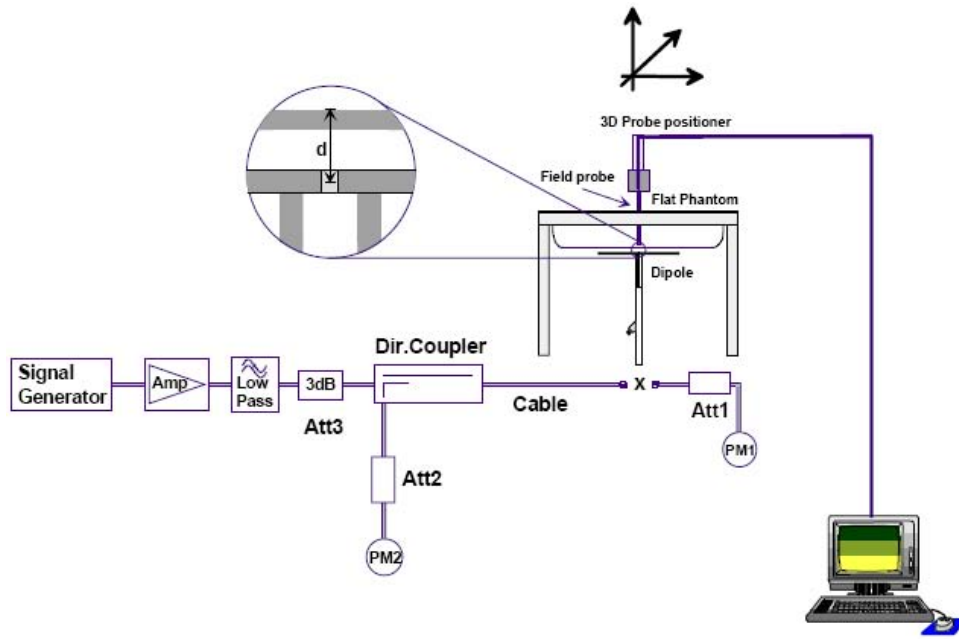 3D Probe positioner
d
Field probe
Flat Phantom
Dipole
Dir.Coupler
Signal
Generator
Amp
Low
Pass
3dB
Cable
X
Att1
Att3
PM1
Att2
PM2